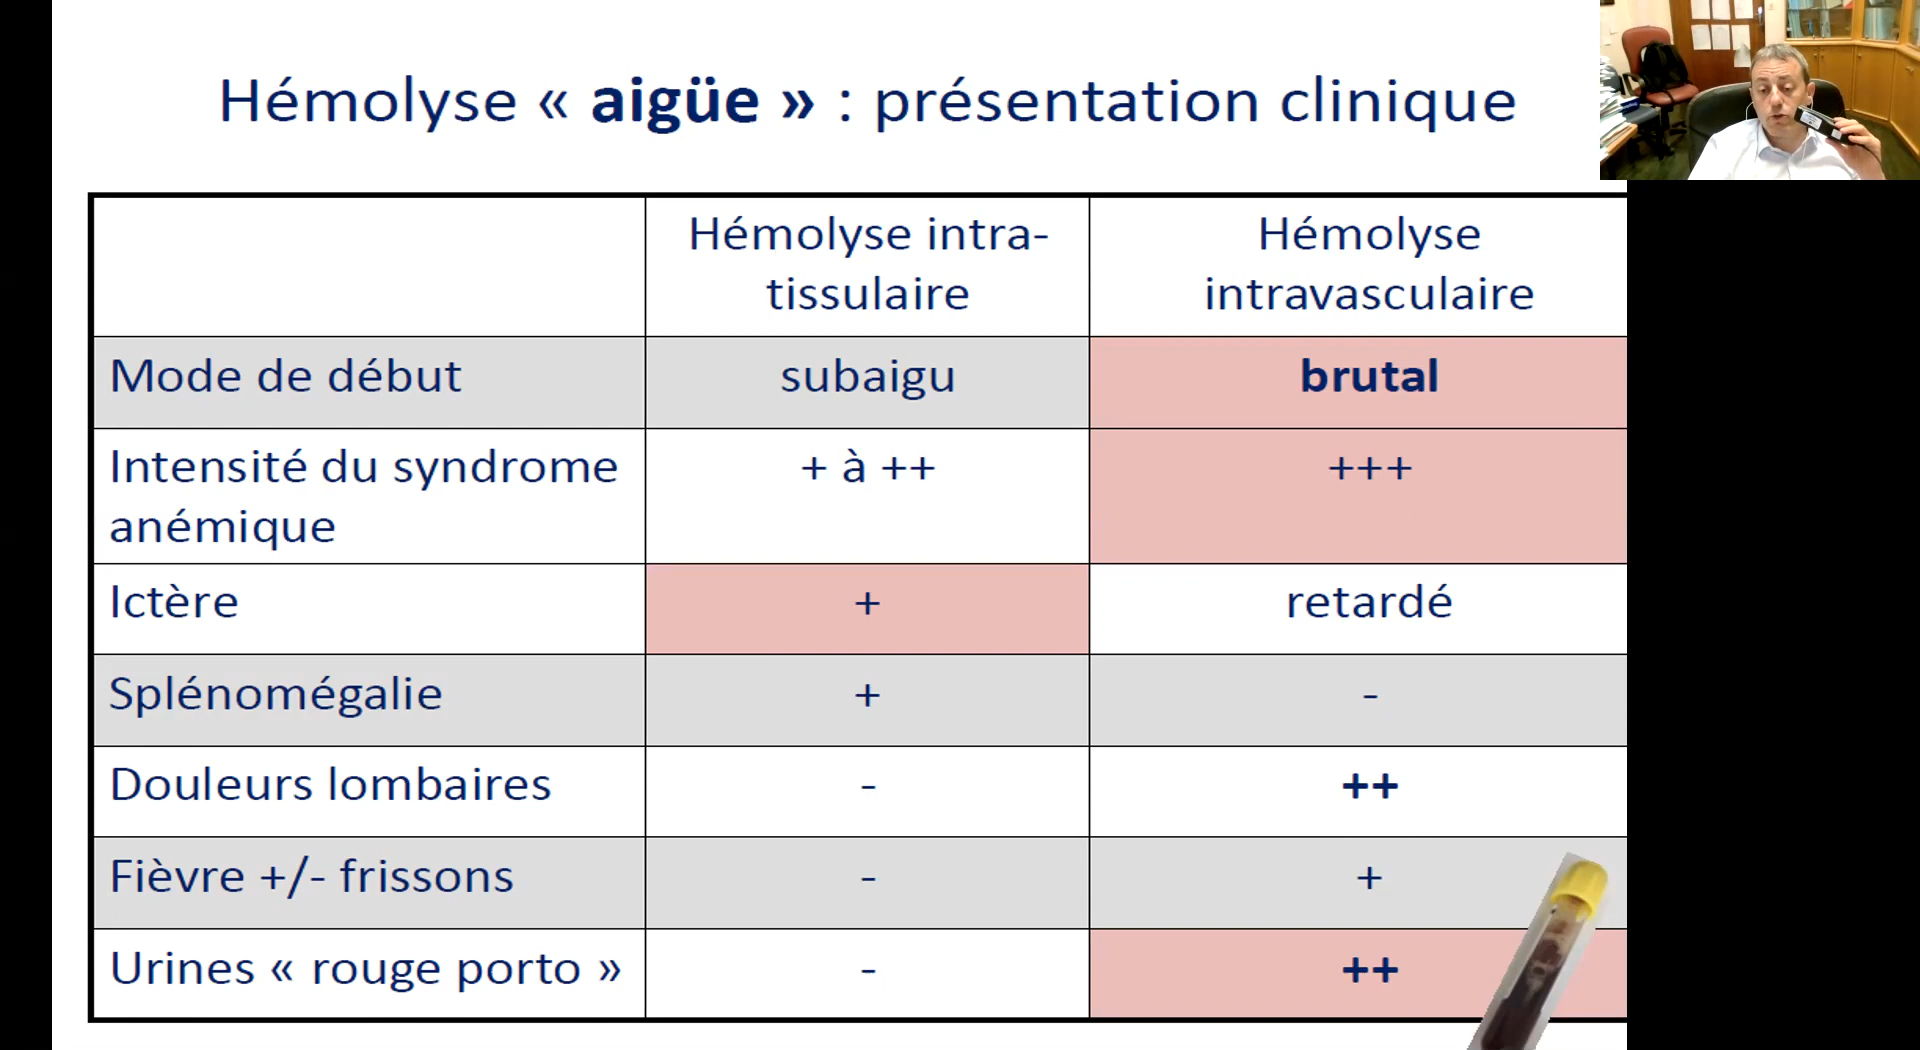 Hémolyse « aigüe » : présentation clinique
Hémolyse intra-
tissulaire
Hémolyse
intravasculaire
Mode de début
subaigu
brutal
Intensité du syndrome
anémique
+ à ++
+++
Ictère
+
retardé
Splénomégalie
+
-
Douleurs lombaires
-
++
Fièvre +/- frissons
-
+
Urines « rouge porto »
-
++